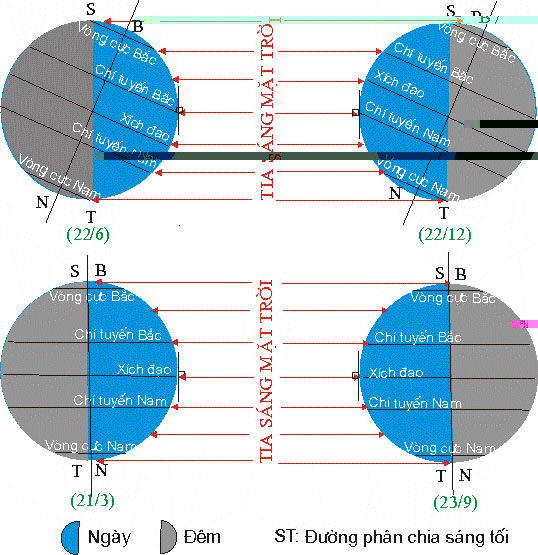 S
B
Vòng cực Bắc
Chí tuyến Bắc
Xích đạo
Chí tuyến Nam
Vòng cực Nam
N
T
(22/6)
TIA SÁNG MẶT TRỜI
S
Vòng cực Bắc
Chí tuyến Bắc
Xích đạo
Chí tuyến Nam
Vòng cực Nam
N
T
(22/12)
S B
Vòng cực Bắc
Chí tuyến Bắc
Xích đạo
Chí tuyến Nam
Vòng cực Nam
T N
(21/3)
TIA SÁNG MẶT TRỜI
S B
Vòng cực Bắc
Chí tuyến Bắc
Xích đạo
Chí tuyến Nam
Vòng cực Nam
T N
(23/9)
Ngày
Đêm
ST: Đường phân chia sáng tối